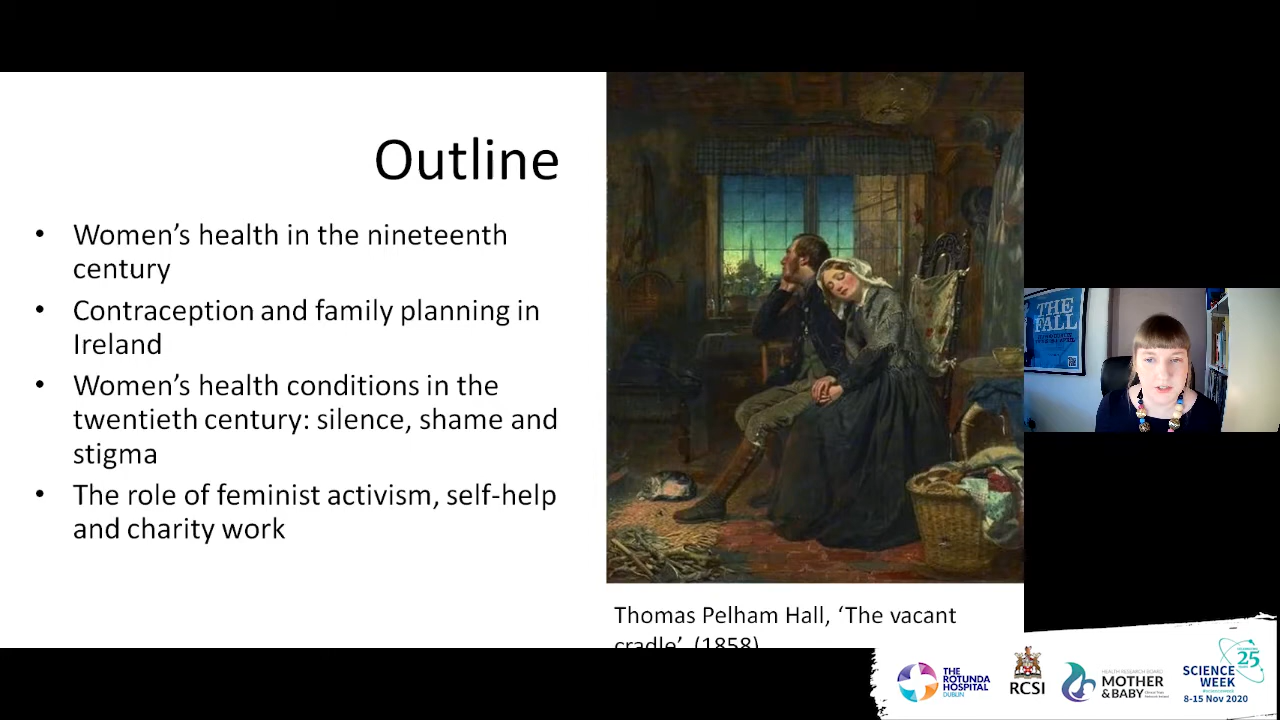 Outline
• Women’s health in the nineteenth
century
• Contraception and family planning in
Ireland
• Women’s health conditions in the
twentieth century: silence, shame and
stigma
• The role of feminist activism, self-help
and charity work
Thomas Pelham Hall, ‘The vacant
cradle’ (1858)
THE
FALL
THE
ROTUNDA
HOSPITAL
DUBLIN
RCSI
HEALTH RESEARCH BOARD
MOTHER
&BABY
25
SCIENCE
WEEK
8-15 Nov 2020